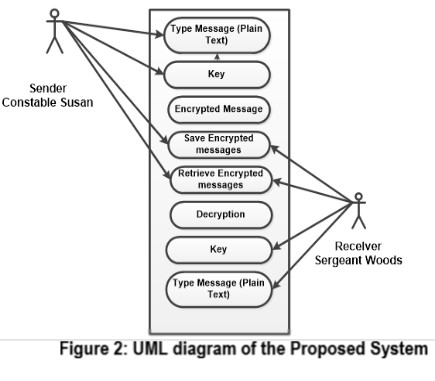 Type Message (Plain
Text)
Key
Encrypted Message
Save Encrypted
messages
Retrieve Encrypted
messages
Decryption
Key
Type Message (Plain
Text)
Sender
Constable Susan
Recelver
Sergeant Woods
Figure 2: UML diagram of the Proposed System